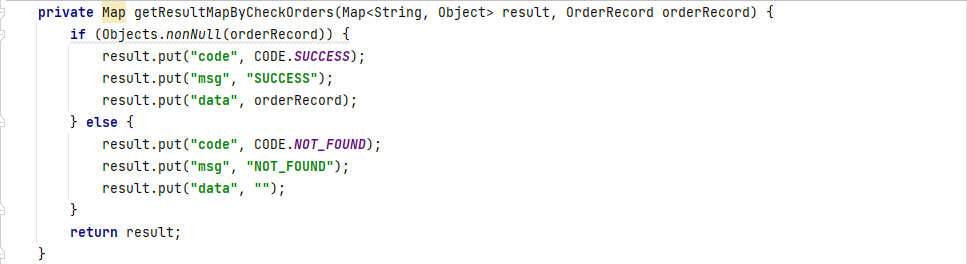 private Map getResultMapByCheckOrders(Map<String, Object> result, OrderRecord orderRecord) {
    if (Objects.nonNull(orderRecord)) {
        result.put("code", CODE.SUCCESS);
        result.put("msg", "SUCCESS");
        result.put("data", orderRecord);
    } else {
        result.put("code", CODE.NOT_FOUND);
        result.put("msg", "NOT_FOUND");
        result.put("data", "");
    }
    return result;
}